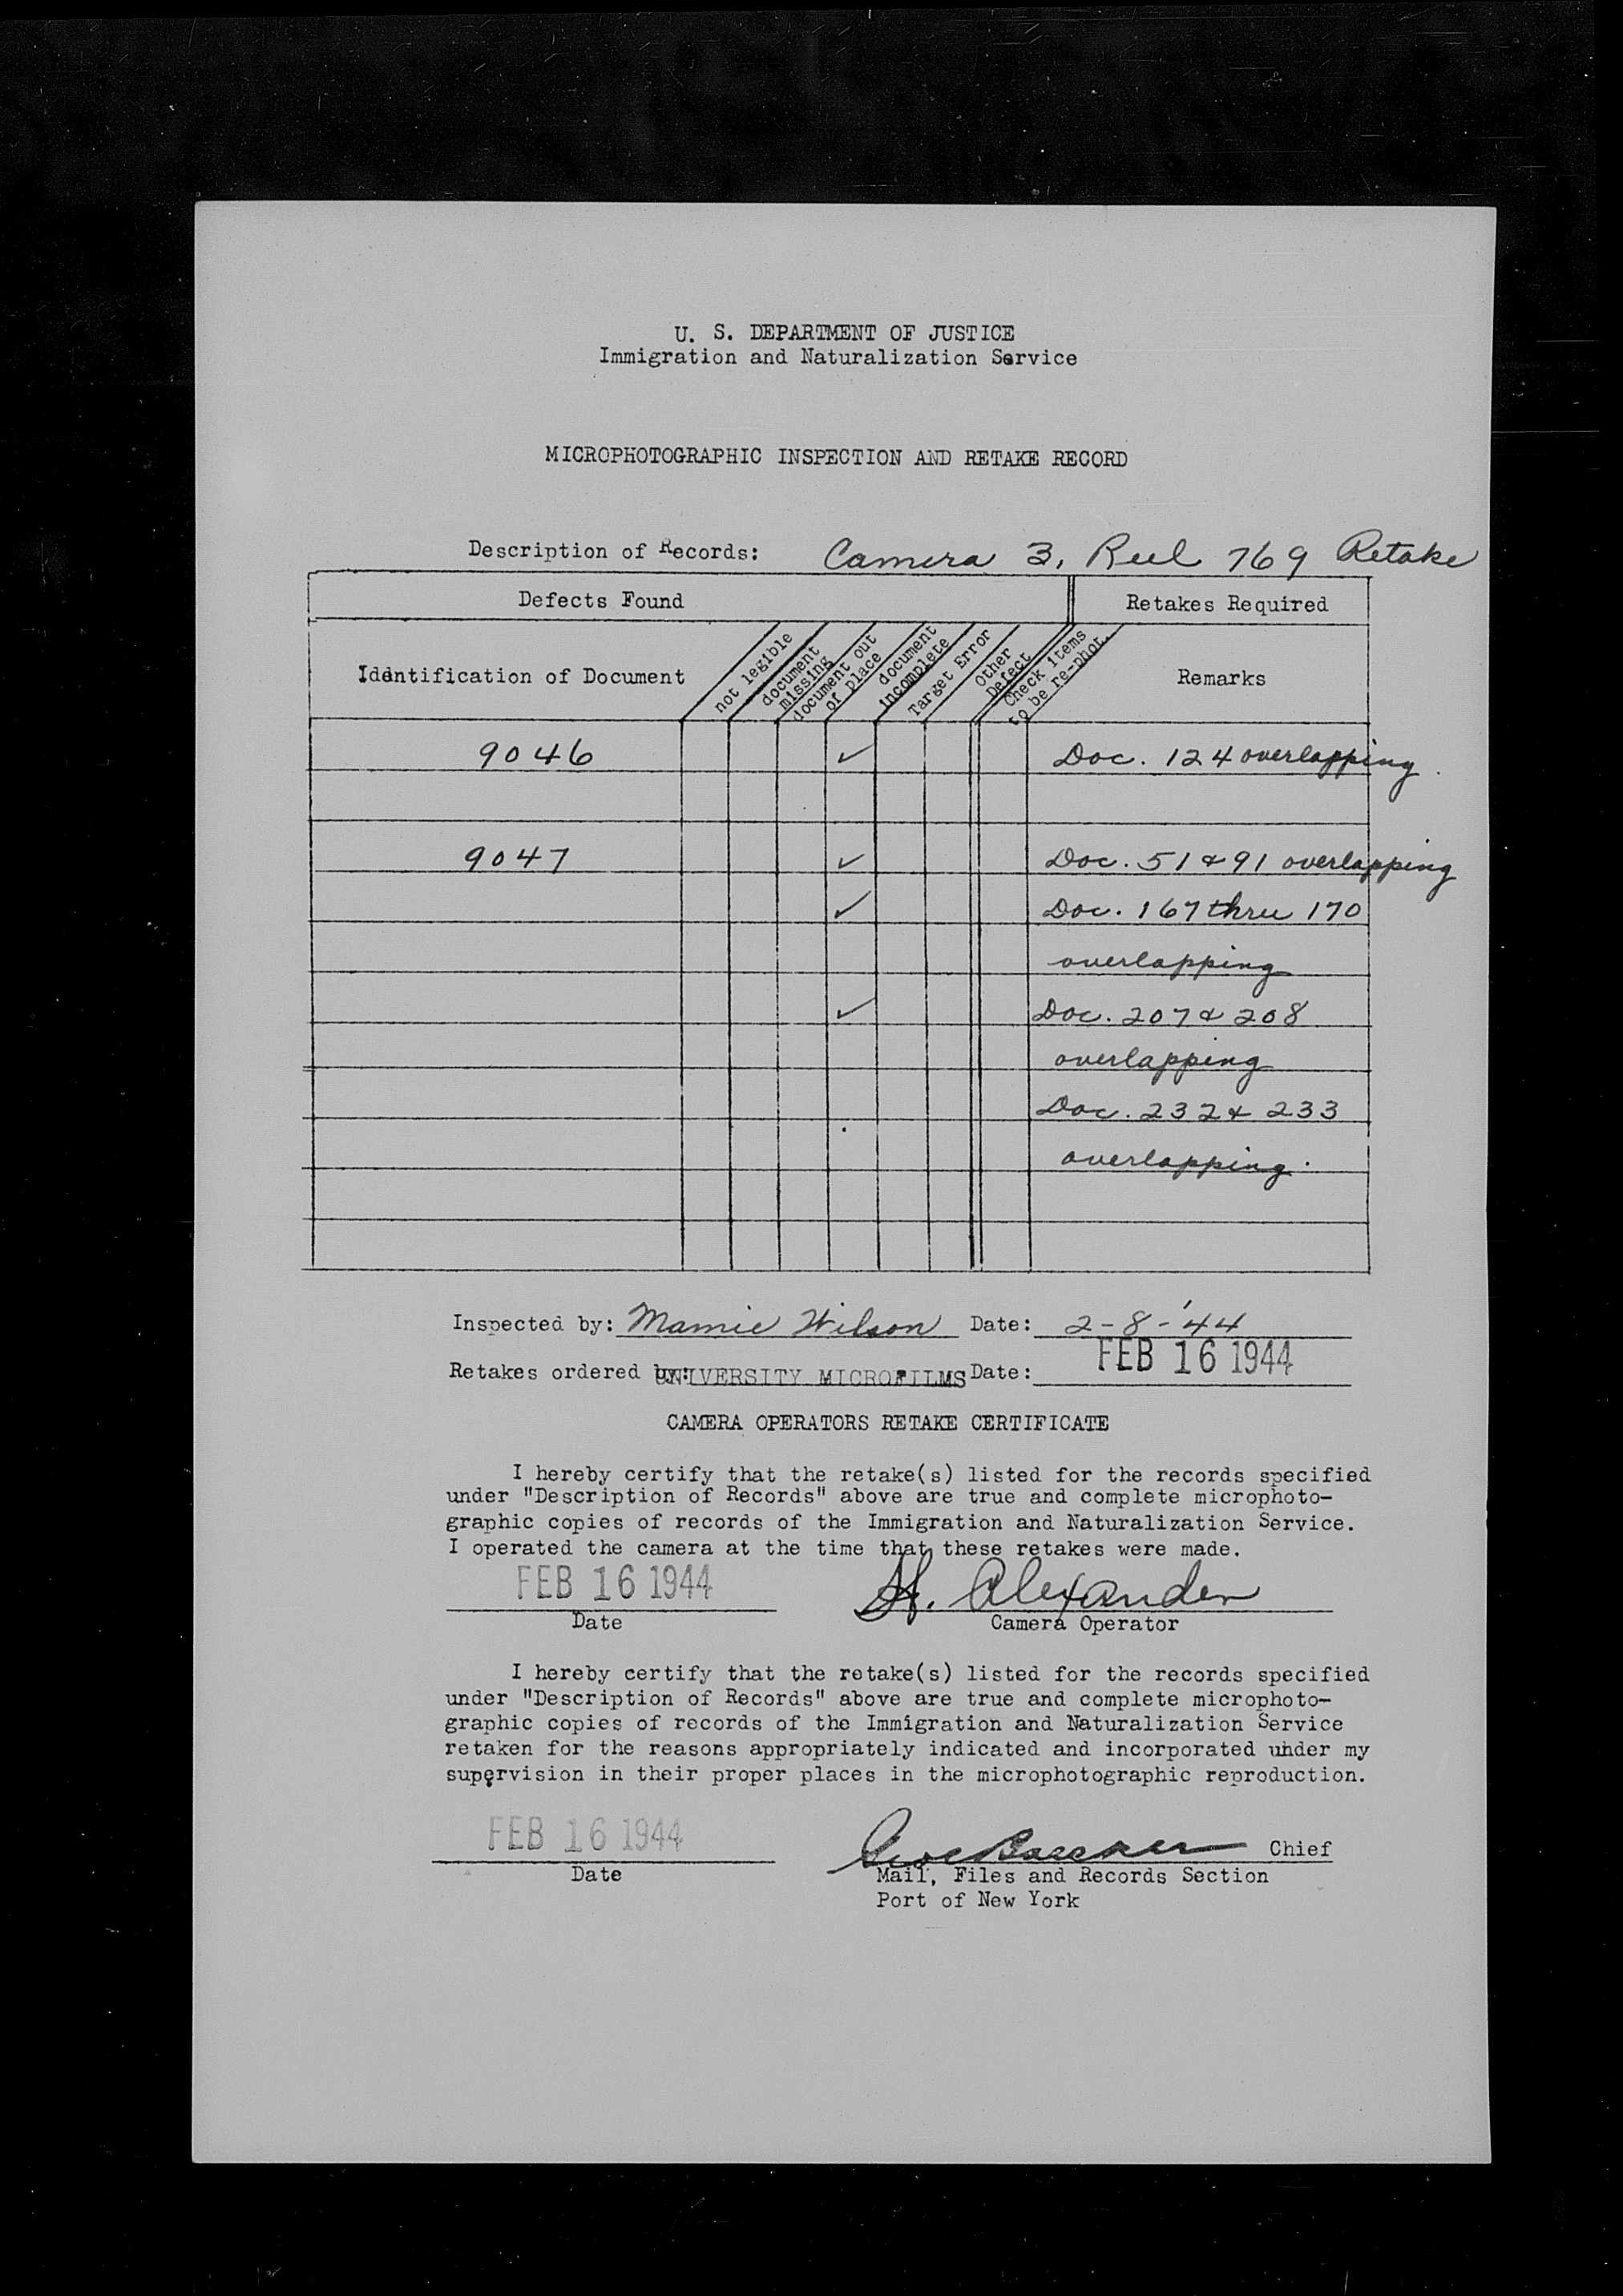 U. S. DEPARTMENT OF JUSTICE
Immigration and Naturalization Service
MICROPHOTOGRAPHIC INSPECTION AND RETAKE RECORD
Description of Records: Camera 3, Reel 769 Retake
Defects Found Retakes Required
Identification of Document not legible document missing document out of place document incomplete Target Error Other Defect Check items to be re-phot. Remarks
9046 ✓ Doc. 124 overlapping
9047 ✓ Doc. 51 & 91 overlapping
✓ Doc. 167 thru 170
overlapping
✓ Doc. 207 & 208
overlapping
Doc. 232 & 233
overlapping.
Inspected by: Mamie Wilson Date: 2-8-'44
Retakes ordered by: UNIVERSITY MICROFILMS Date: FEB 16 1944
CAMERA OPERATORS RETAKE CERTIFICATE
I hereby certify that the retake(s) listed for the records specified
under "Description of Records" above are true and complete microphoto-
graphic copies of records of the Immigration and Naturalization Service.
I operated the camera at the time that these retakes were made.
FEB 16 1944 H. Alexander
Date Camera Operator
I hereby certify that the retake(s) listed for the records specified
under "Description of Records" above are true and complete microphoto-
graphic copies of records of the Immigration and Naturalization Service
retaken for the reasons appropriately indicated and incorporated under my
supervision in their proper places in the microphotographic reproduction.
FEB 16 1944 Chief
Date Mail, Files and Records Section
Port of New York